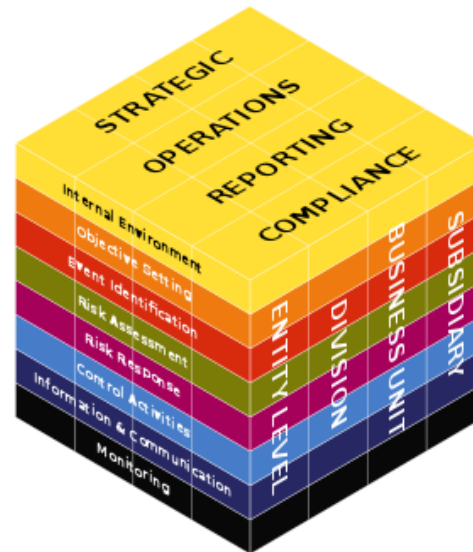 STRATEGIC
OPERATIONS
REPORTING
COMPLIANCE
Internal Environment
Objective Setting
Event Identification
Risk Assessment
Risk Response
Control Activities
Information & Communication
Monitoring
ENTITY LEVEL
DIVISION
BUSINESS UNIT
SUBSIDIARY